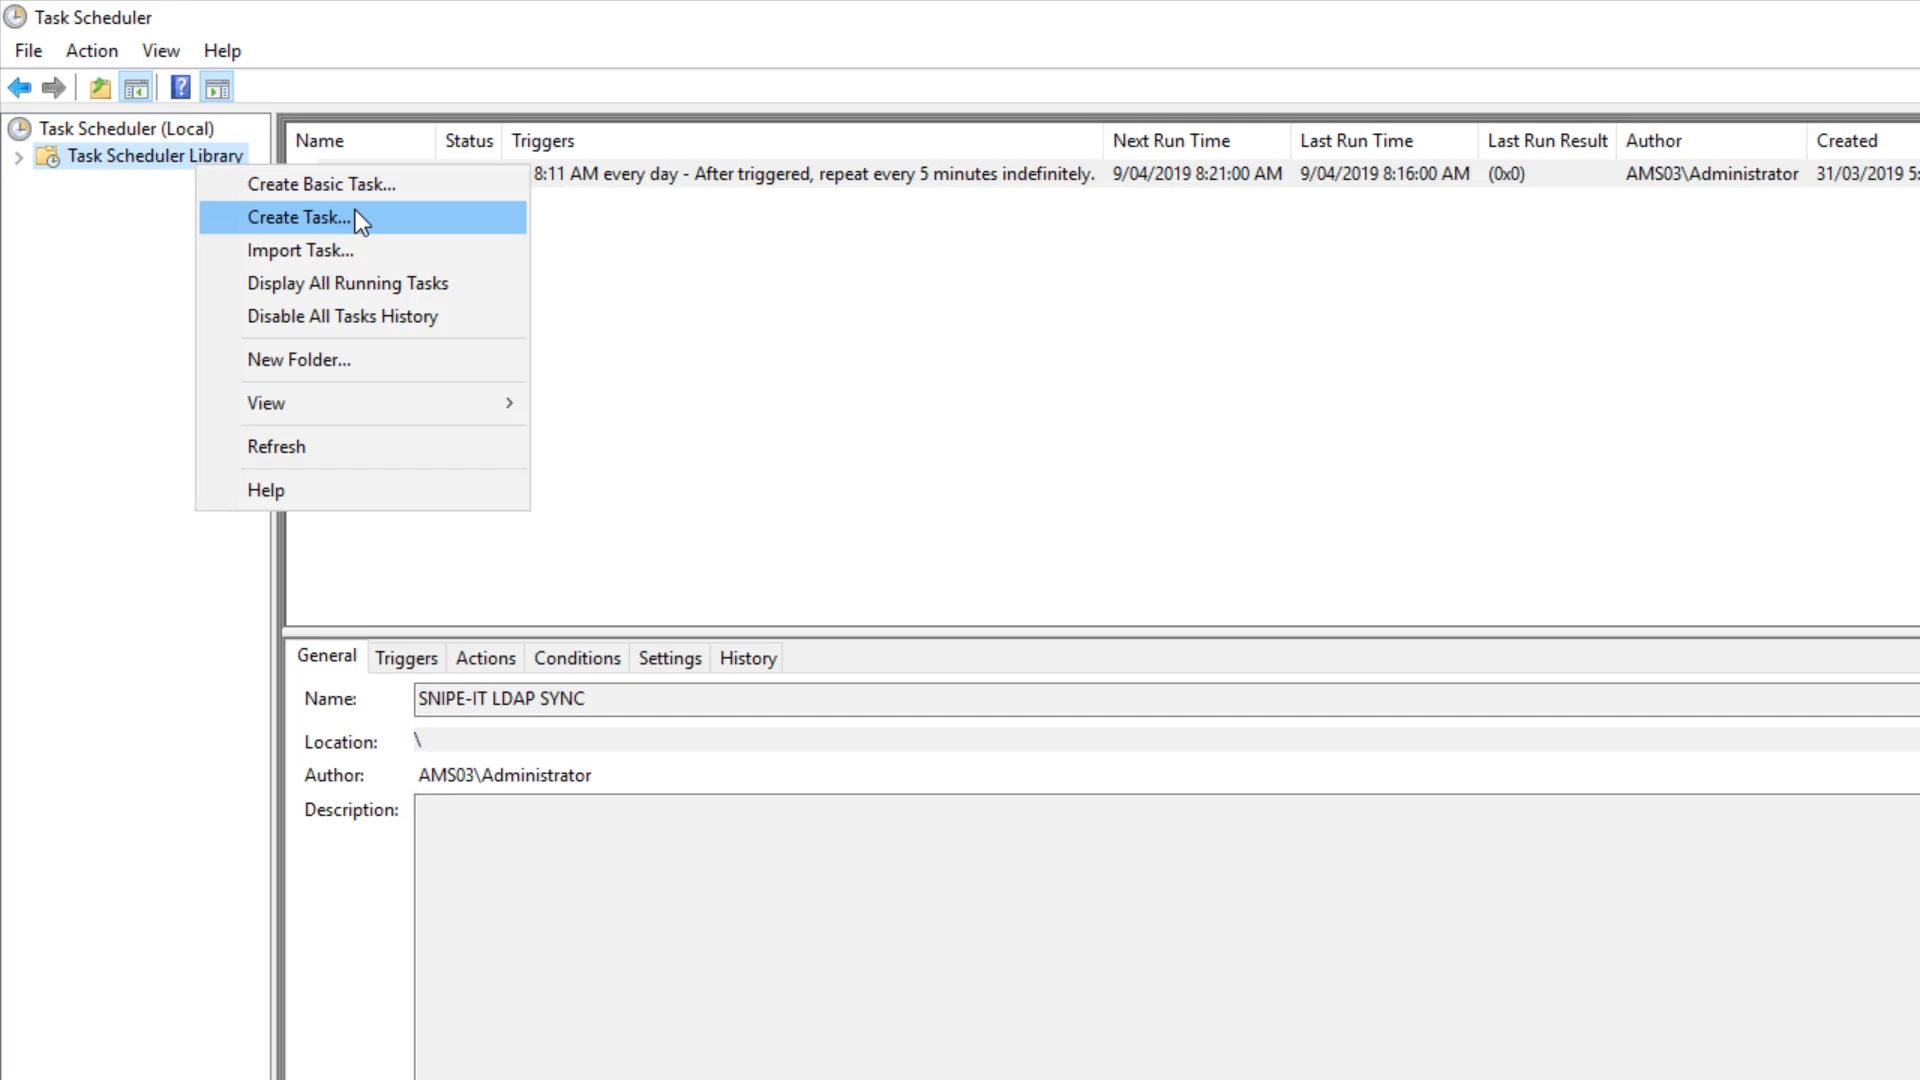 Task Scheduler
File Action View Help
Task Scheduler (Local)
Task Scheduler Library
Name Status Triggers Next Run Time Last Run Time Last Run Result Author Created
8:11 AM every day - After triggered, repeat every 5 minutes indefinitely. 9/04/2019 8:21:00 AM 9/04/2019 8:16:00 AM (0x0) AMS03\Administrator 31/03/2019 5:
Create Basic Task...
Create Task...
Import Task...
Display All Running Tasks
Disable All Tasks History
New Folder...
View
Refresh
Help
General Triggers Actions Conditions Settings History
Name: SNIPE-IT LDAP SYNC
Location: \
Author: AMS03\Administrator
Description: